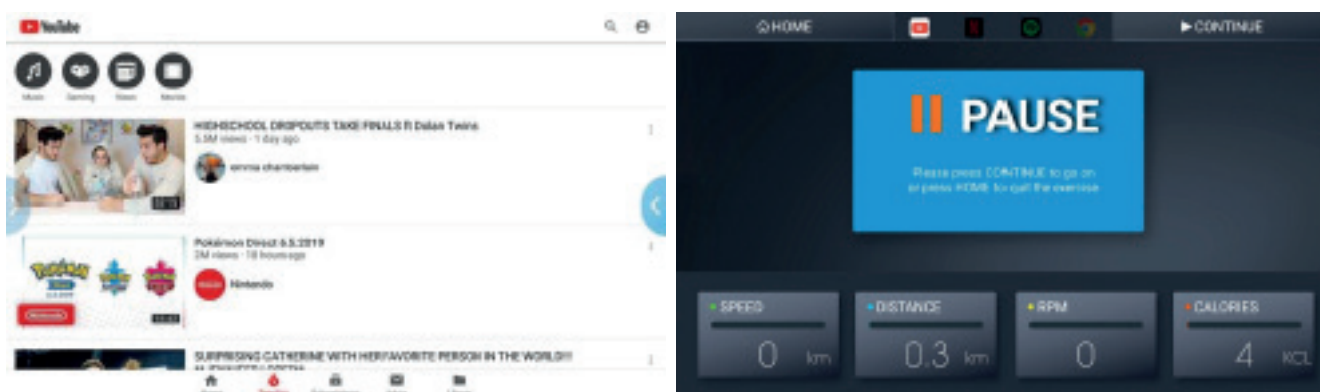 YouTube
Music Gaming News Movies
HIGHSCHOOL DROPOUTS TAKE FINALS ft Dolan Twins
5.5M views · 1 day ago
emma chamberlain
Pokémon Direct 6.5.2019
2M views · 18 hours ago
Nintendo
POKÉMON
Nintendo
SURPRISING CATHERINE WITH HER FAVORITE PERSON IN THE WORLD!!!
HOME
CONTINUE
PAUSE
Please press CONTINUE to go on
or press HOME to quit the exercise
SPEED DISTANCE RPM CALORIES
0 km 0.3 km 0 4 KCL